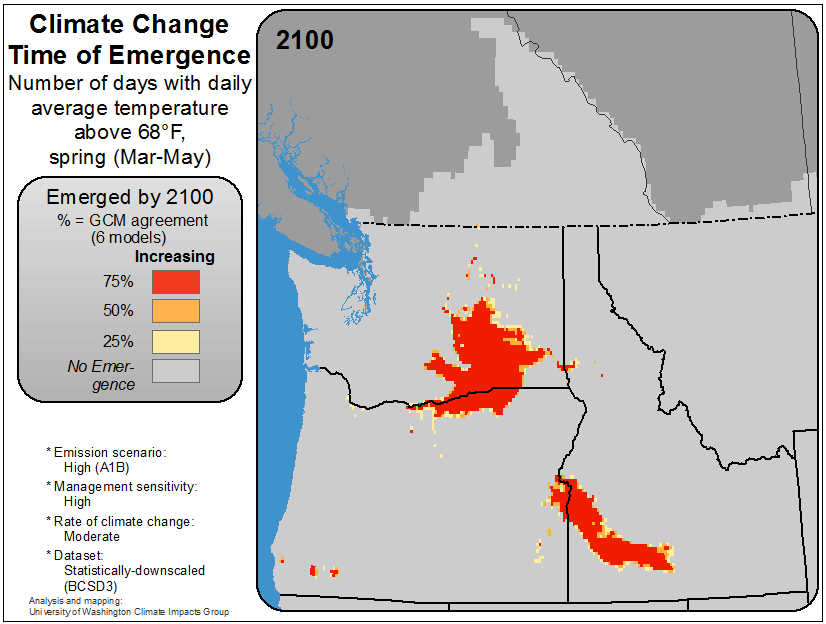 Climate Change
Time of Emergence
Number of days with daily
average temperature
above 68°F,
spring (Mar-May)
Emerged by 2100
% = GCM agreement
(6 models)
Increasing
75%
50%
25%
No Emer-
gence
* Emission scenario:
High (A1B)
* Management sensitivity:
High
* Rate of climate change:
Moderate
* Dataset:
Statistically-downscaled
(BCSD3)
Analysis and mapping:
University of Washington Climate Impacts Group
2100